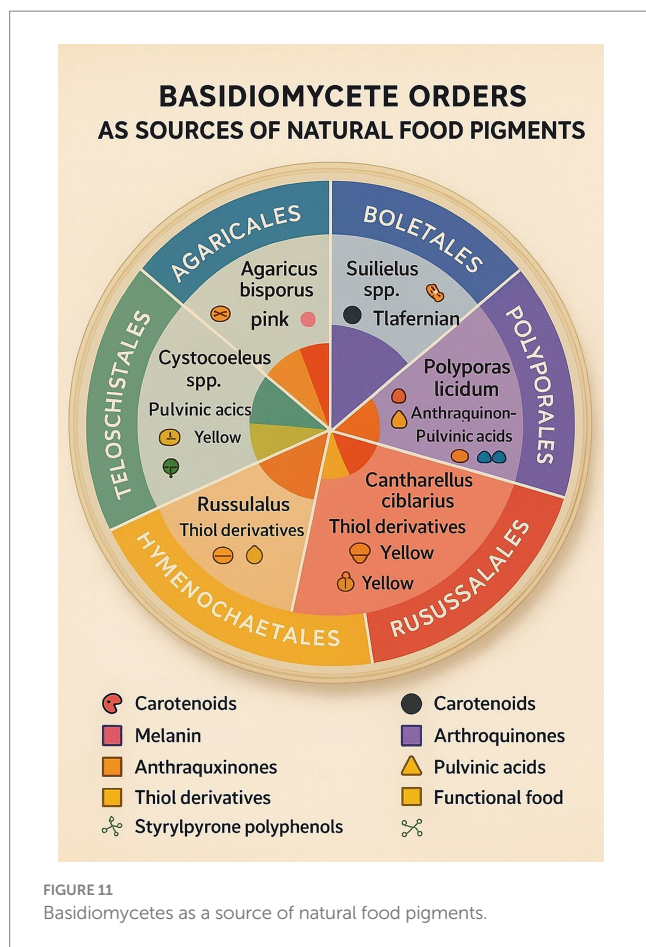 BASIDIOMYCETE ORDERS
AS SOURCES OF NATURAL FOOD PIGMENTS
AGARICALES
BOLETALES
POLYPORALES
RUSUSSALALES
HYMENOCHAETALES
TELOSCHISTALES
Agaricus
bisporus
pink
Suilielus
spp.
Tlafernian
Polyporas
licidum
Anthraquinon-
Pulvinic acids
Cantharellus
ciblarius
Thiol derivatives
Yellow
Yellow
Russulalus
Thiol derivatives
Cystocoeleus
spp.
Pulvinic acics
Yellow
Carotenoids
Melanin
Anthraquxinones
Thiol derivatives
Styrylpyrone polyphenols
Carotenoids
Arthroquinones
Pulvinic acids
Functional food
FIGURE 11
Basidiomycetes as a source of natural food pigments.